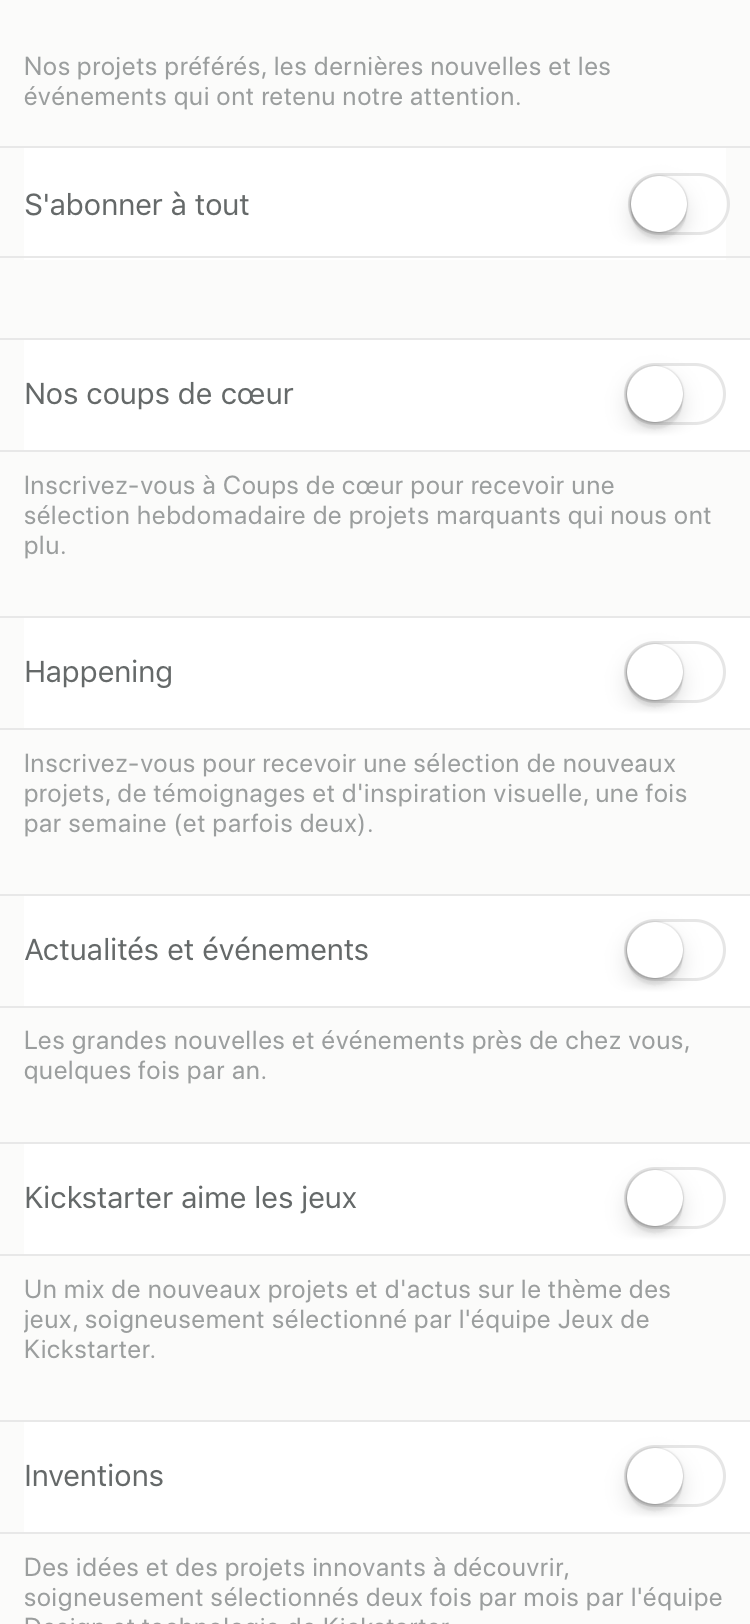 Nos projets préférés, les dernières nouvelles et les
événements qui ont retenu notre attention.
S'abonner à tout
Nos coups de cœur
Inscrivez-vous à Coups de cœur pour recevoir une
sélection hebdomadaire de projets marquants qui nous ont
plu.
Happening
Inscrivez-vous pour recevoir une sélection de nouveaux
projets, de témoignages et d'inspiration visuelle, une fois
par semaine (et parfois deux).
Actualités et événements
Les grandes nouvelles et événements près de chez vous,
quelques fois par an.
Kickstarter aime les jeux
Un mix de nouveaux projets et d'actus sur le thème des
jeux, soigneusement sélectionné par l'équipe Jeux de
Kickstarter.
Inventions
Des idées et des projets innovants à découvrir,
soigneusement sélectionnés deux fois par mois par l'équipe
Design et technologie de Kickstarter.